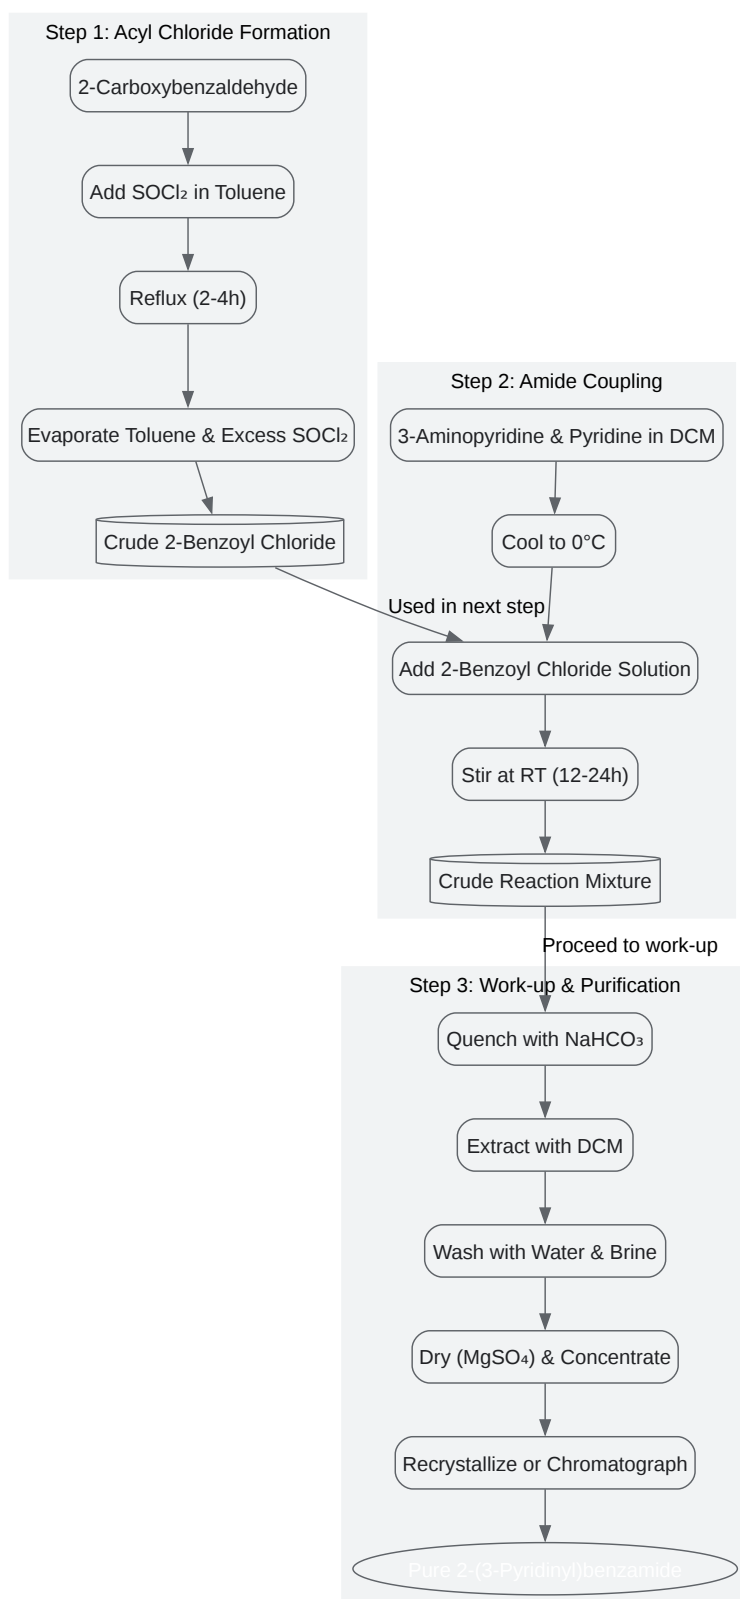 Step 1: Acyl Chloride Formation
2-Carboxybenzaldehyde
Add SOCl₂ in Toluene
Reflux (2-4h)
Evaporate Toluene & Excess SOCl₂
Crude 2-Benzoyl Chloride
Step 2: Amide Coupling
3-Aminopyridine & Pyridine in DCM
Cool to 0°C
Used in next step
Add 2-Benzoyl Chloride Solution
Stir at RT (12-24h)
Crude Reaction Mixture
Proceed to work-up
Step 3: Work-up & Purification
Quench with NaHCO₃
Extract with DCM
Wash with Water & Brine
Dry (MgSO₄) & Concentrate
Recrystallize or Chromatograph
Pure 2-(3-Pyridinyl)benzamide